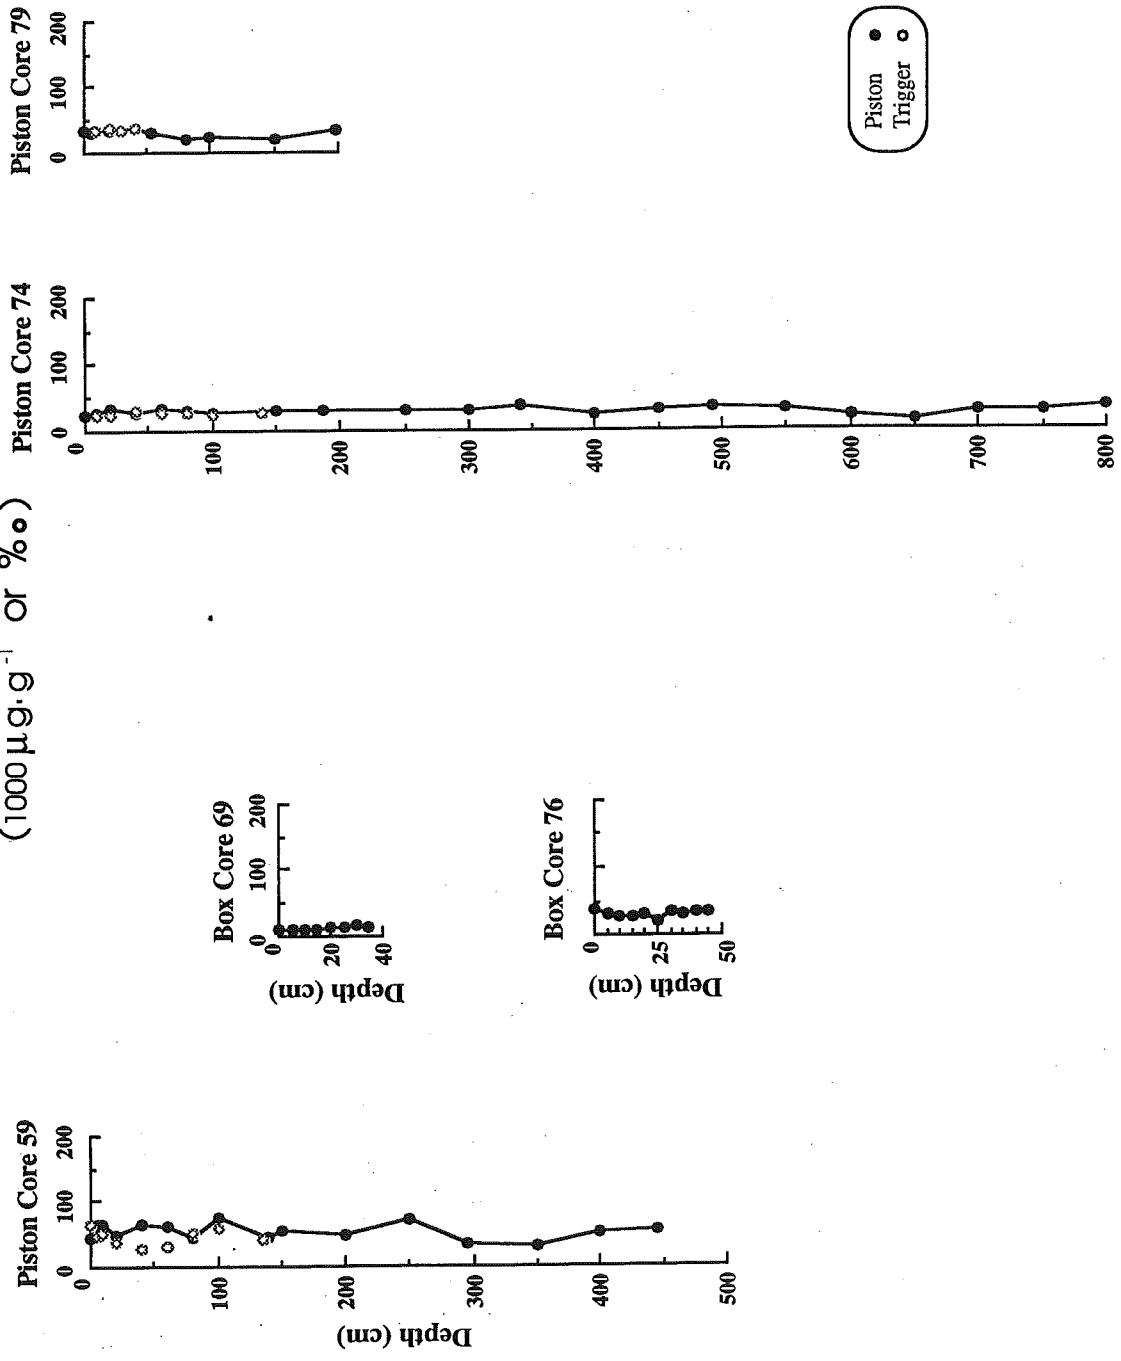 (1000 µg·g⁻¹ or ‰)
Piston Core 59
0 100 200
0
100
200
300
400
500
Depth (cm)
Box Core 69
0 100 200
0
20
40
Depth (cm)
Box Core 76
0
25
50
Depth (cm)
Piston Core 74
0 100 200
0
100
200
300
400
500
600
700
800
Piston Core 79
0 100 200
Piston
Trigger